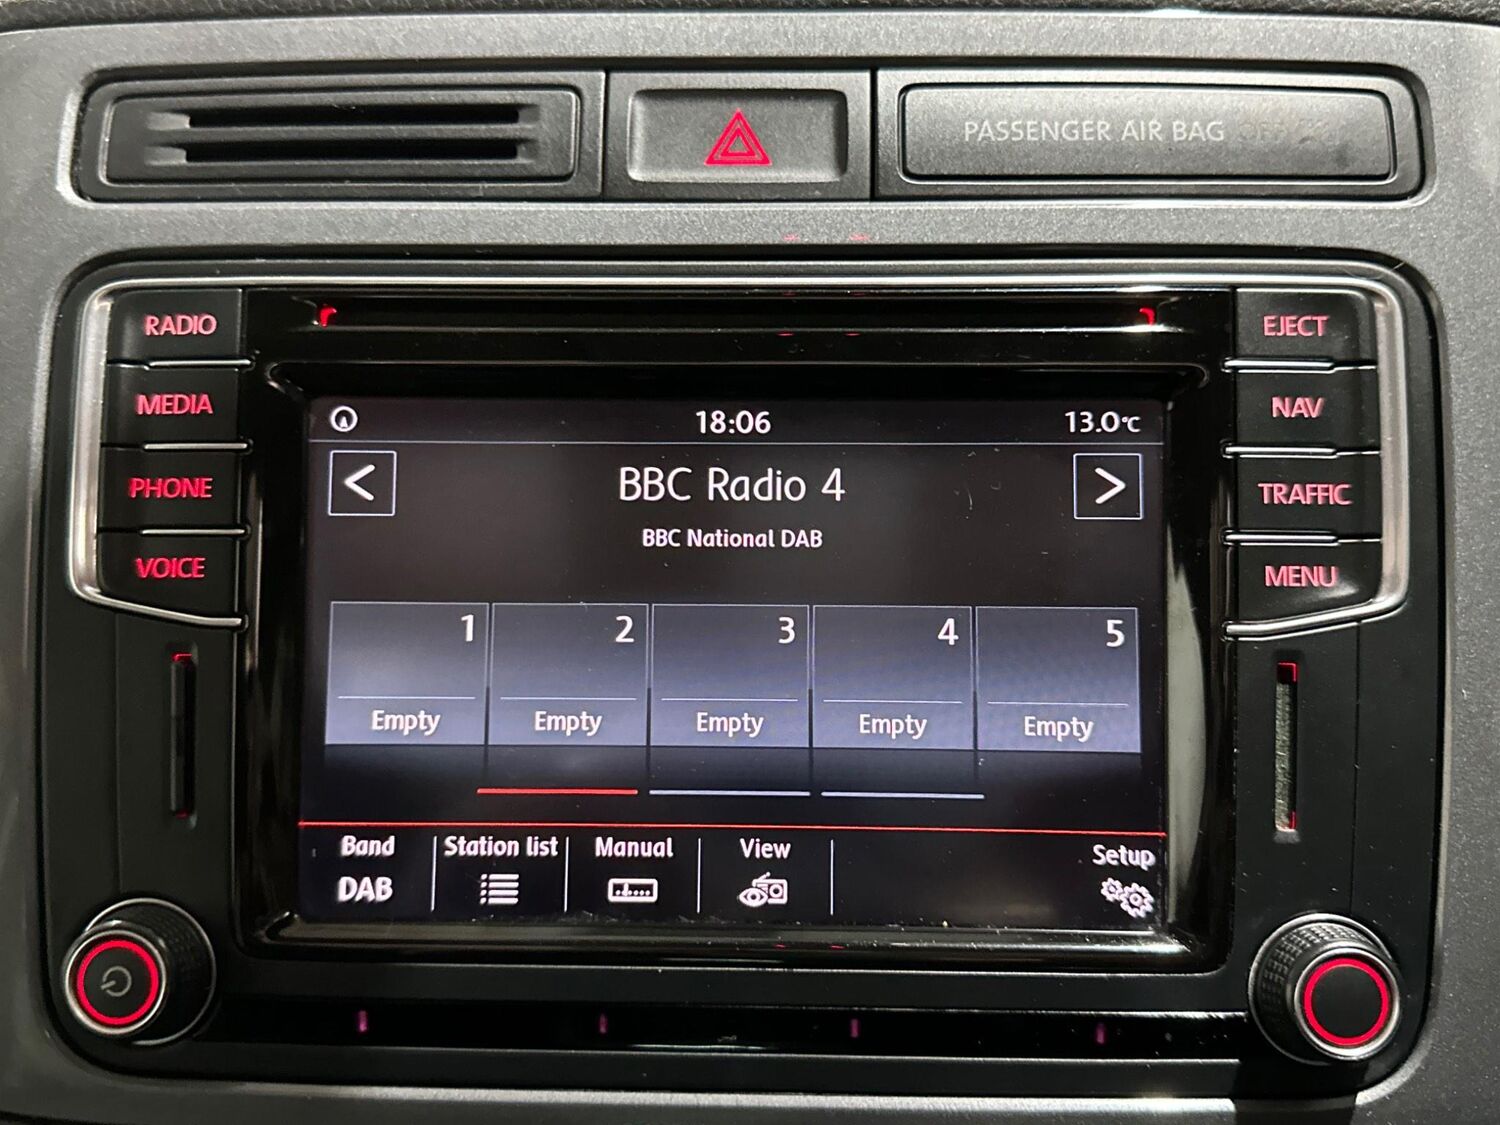 PASSENGER AIR BAG
RADIO
MEDIA
PHONE
VOICE
EJECT
NAV
TRAFFIC
MENU
18:06
13.0°C
<
BBC Radio 4
>
BBC National DAB
1
2
3
4
5
Empty
Empty
Empty
Empty
Empty
Band
Station list
Manual
View
Setup
DAB